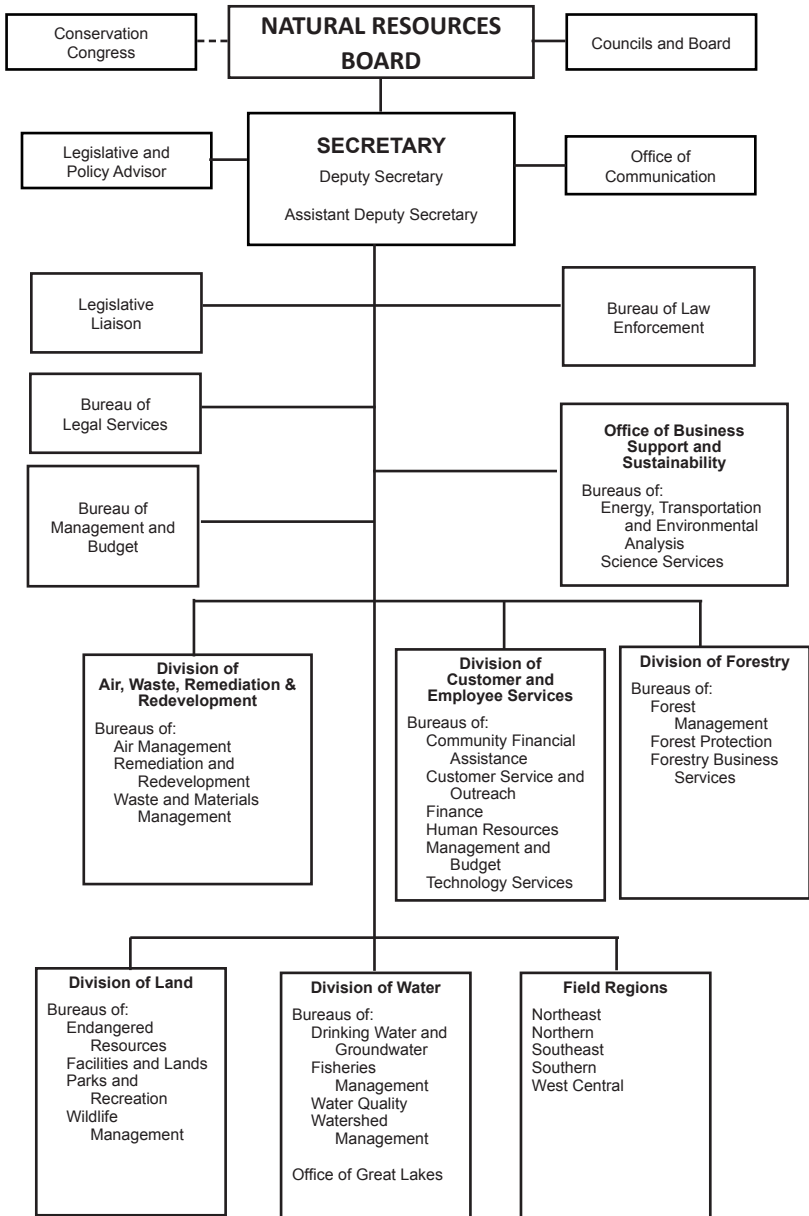 Conservation
Congress
NATURAL RESOURCES
BOARD
Councils and Board
Legislative and
Policy Advisor
SECRETARY
Deputy Secretary
Assistant Deputy Secretary
Office of
Communication
Legislative
Liaison
Bureau of Law
Enforcement
Bureau of
Legal Services
Office of Business
Support and
Sustainability
Bureaus of:
Energy, Transportation
and Environmental
Analysis
Science Services
Bureau of
Management and
Budget
Division of
Air, Waste, Remediation &
Redevelopment
Bureaus of:
Air Management
Remediation and
Redevelopment
Waste and Materials
Management
Division of
Customer and
Employee Services
Bureaus of:
Community Financial
Assistance
Customer Service and
Outreach
Finance
Human Resources
Management and
Budget
Technology Services
Division of Forestry
Bureaus of:
Forest
Management
Forest Protection
Forestry Business
Services
Division of Land
Bureaus of:
Endangered
Resources
Facilities and Lands
Parks and
Recreation
Wildlife
Management
Division of Water
Bureaus of:
Drinking Water and
Groundwater
Fisheries
Management
Water Quality
Watershed
Management
Office of Great Lakes
Field Regions
Northeast
Northern
Southeast
Southern
West Central